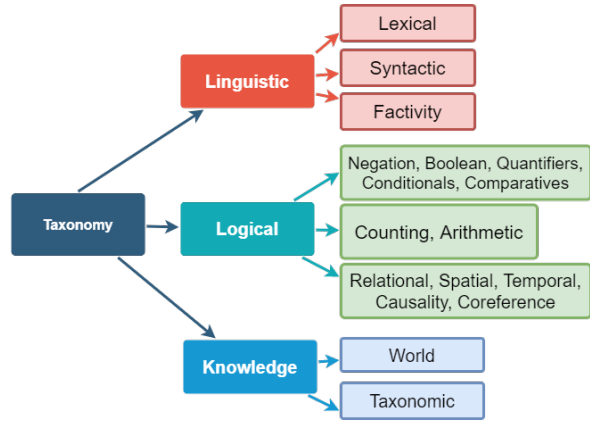 Lexical
Linguistic
Syntactic
Factivity
Negation, Boolean, Quantifiers,
Conditionals, Comparatives
Taxonomy
Logical
Counting, Arithmetic
Relational, Spatial, Temporal,
Causality, Coreference
World
Knowledge
Taxonomic